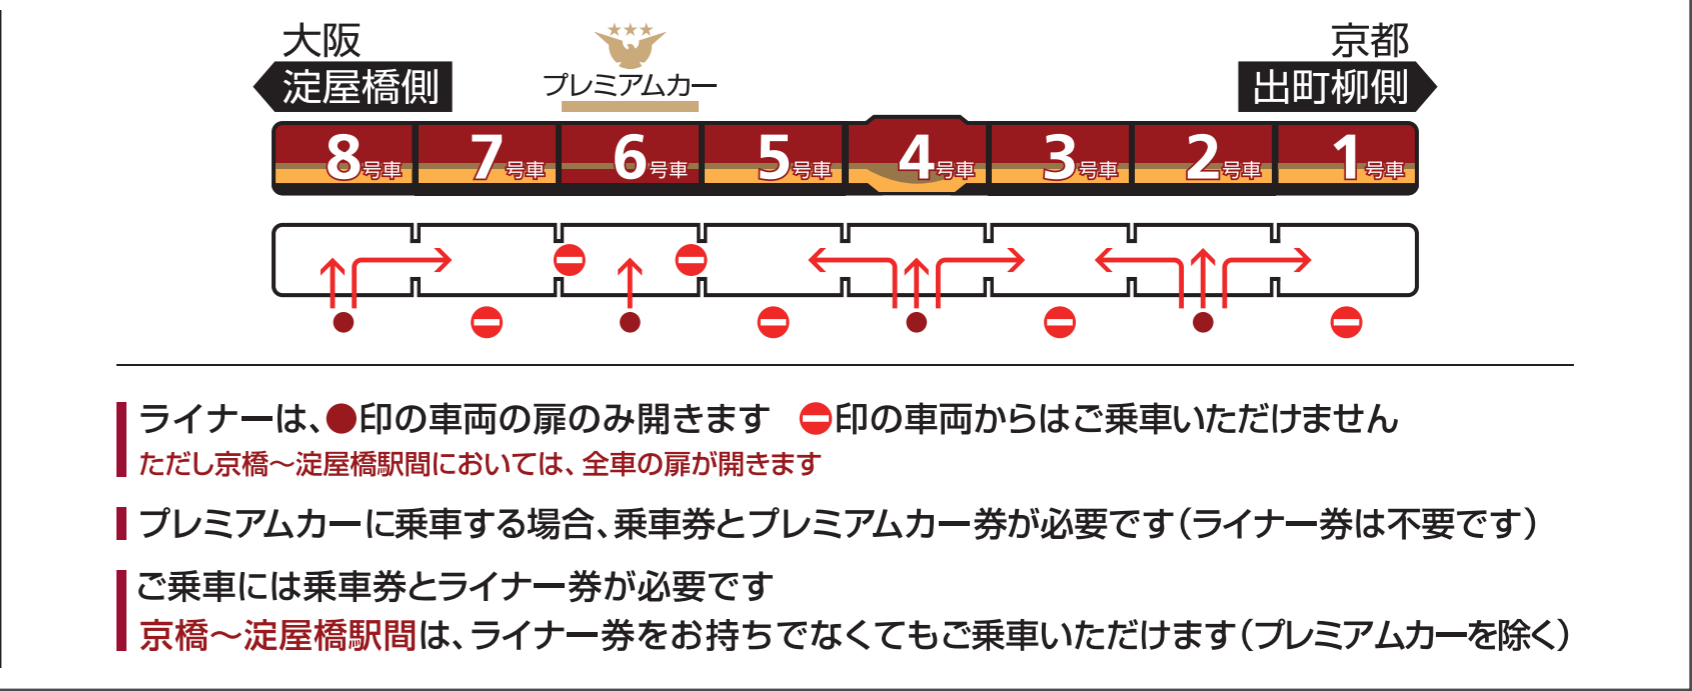 大阪
淀屋橋側
プレミアムカー
京都
出町柳側
8号車 7号車 6号車 5号車 4号車 3号車 2号車 1号車
ライナーは、●印の車両の扉のみ開きます ⛔印の車両からはご乗車いただけません
ただし京橋～淀屋橋駅間においては、全車の扉が開きます
プレミアムカーに乗車する場合、乗車券とプレミアムカー券が必要です（ライナー券は不要です）
ご乗車には乗車券とライナー券が必要です
京橋～淀屋橋駅間は、ライナー券をお持ちでなくてもご乗車いただけます（プレミアムカーを除く）